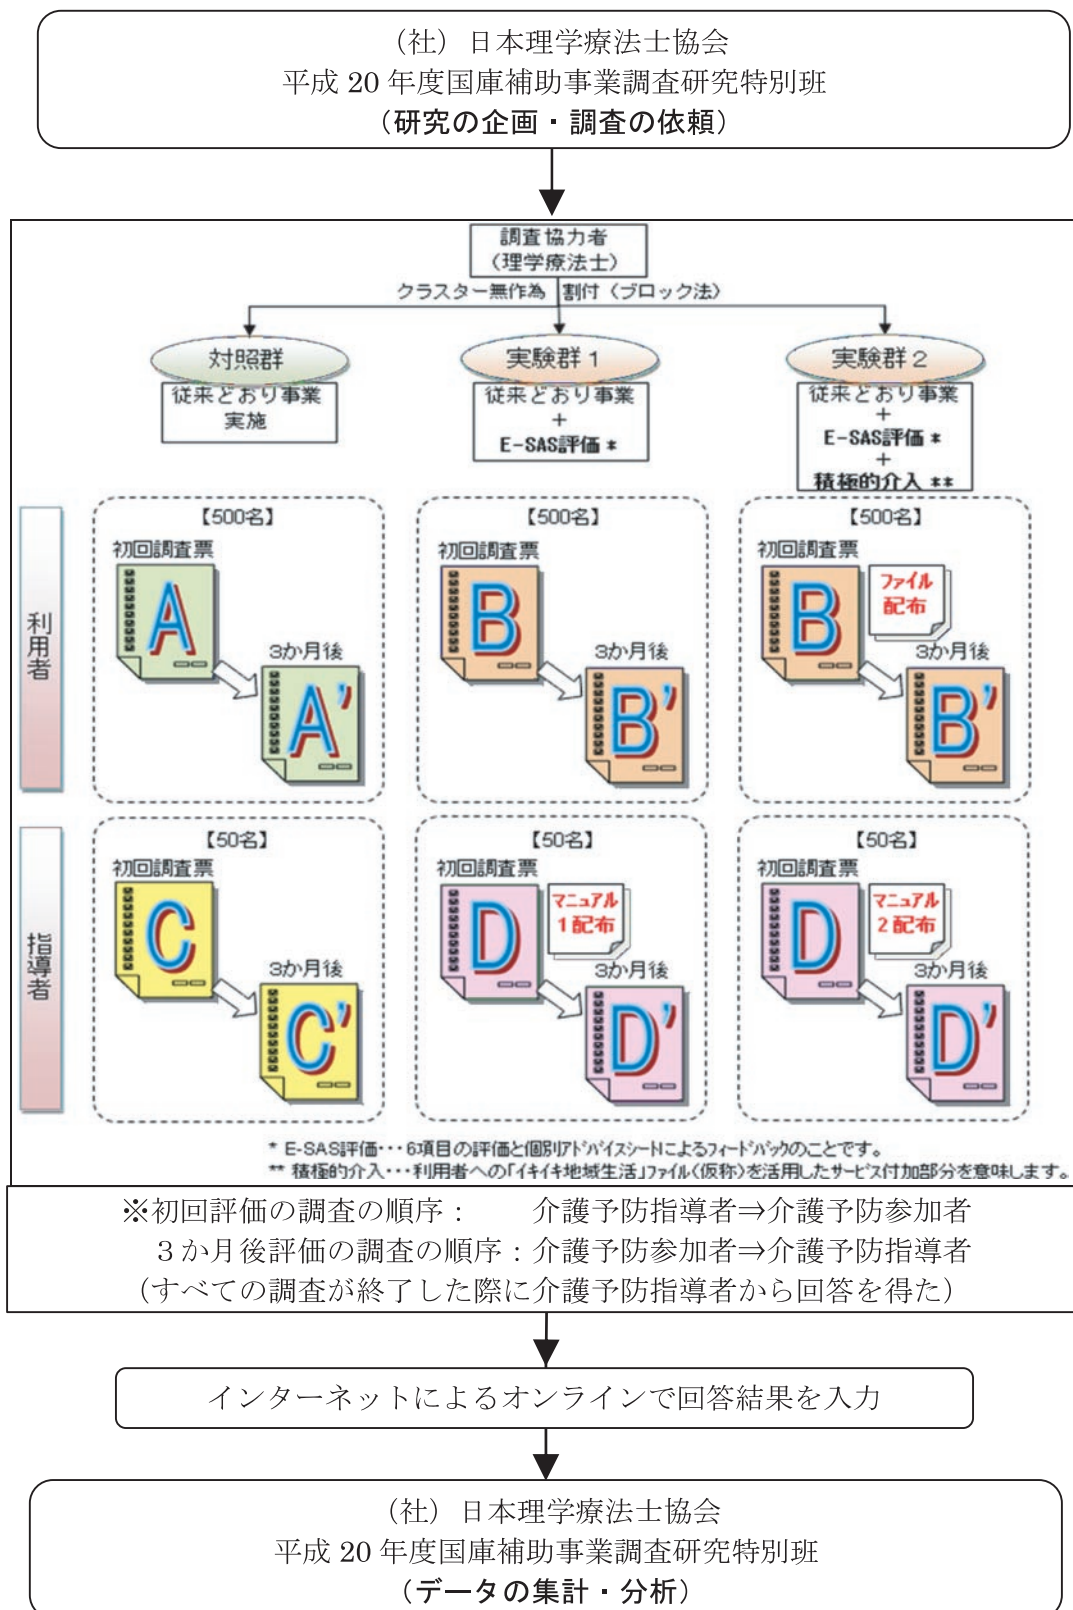 （社）日本理学療法士協会
平成 20 年度国庫補助事業調査研究特別班
（研究の企画・調査の依頼）
調査協力者
（理学療法士）
クラスター無作為 割付（ブロック法）
対照群
従来どおり事業
実施
実験群１
従来どおり事業
+
E-SAS評価 *
実験群２
従来どおり事業
+
E-SAS評価 *
+
積極的介入 **
利用者
【500名】
初回調査票
A
3か月後
A’
【500名】
初回調査票
B
3か月後
B’
【500名】
初回調査票
B
ファイル
配布
3か月後
B’
指導者
【50名】
初回調査票
C
3か月後
C’
【50名】
初回調査票
D
マニュアル
1 配布
3か月後
D’
【50名】
初回調査票
D
マニュアル
2 配布
3か月後
D’
* E-SAS評価・・・6項目の評価と個別アドバイスシートによるフィードバックのことです。
** 積極的介入・・・利用者への「イキイキ地域生活」ファイル（仮称）を活用したサービス付加部分を意味します。
※初回評価の調査の順序： 介護予防指導者⇒介護予防参加者
３か月後評価の調査の順序：介護予防参加者⇒介護予防指導者
（すべての調査が終了した際に介護予防指導者から回答を得た）
インターネットによるオンラインで回答結果を入力
（社）日本理学療法士協会
平成 20 年度国庫補助事業調査研究特別班
（データの集計・分析）